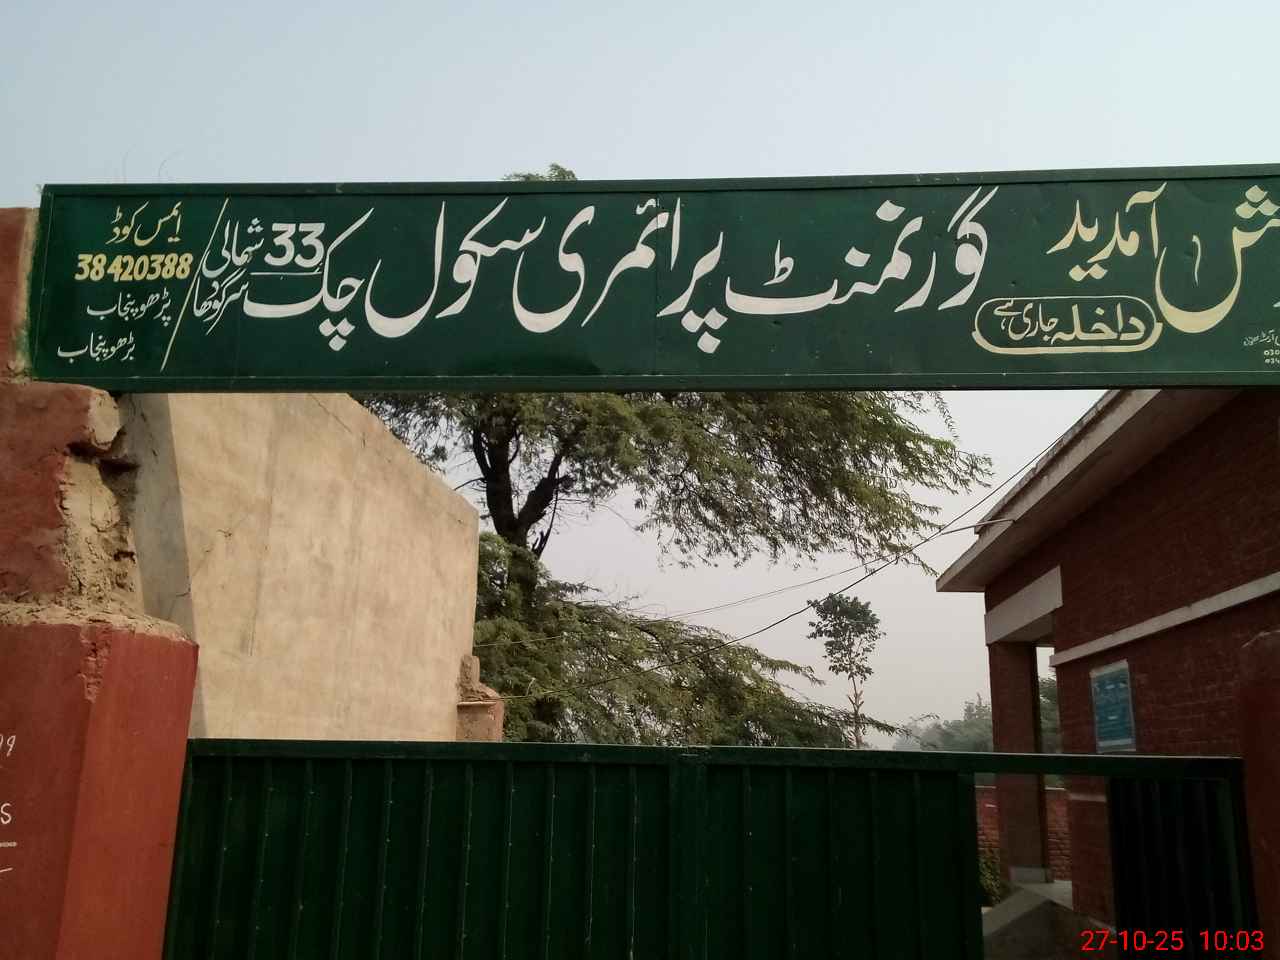 آمدید
داخلہ جاری ہے
گورنمنٹ پرائمری سکول چک 33 شمالی
سرگودھا
ایمس کوڈ
38420388
پڑھو پنجاب
بڑھو پنجاب
27-10-25 10:03